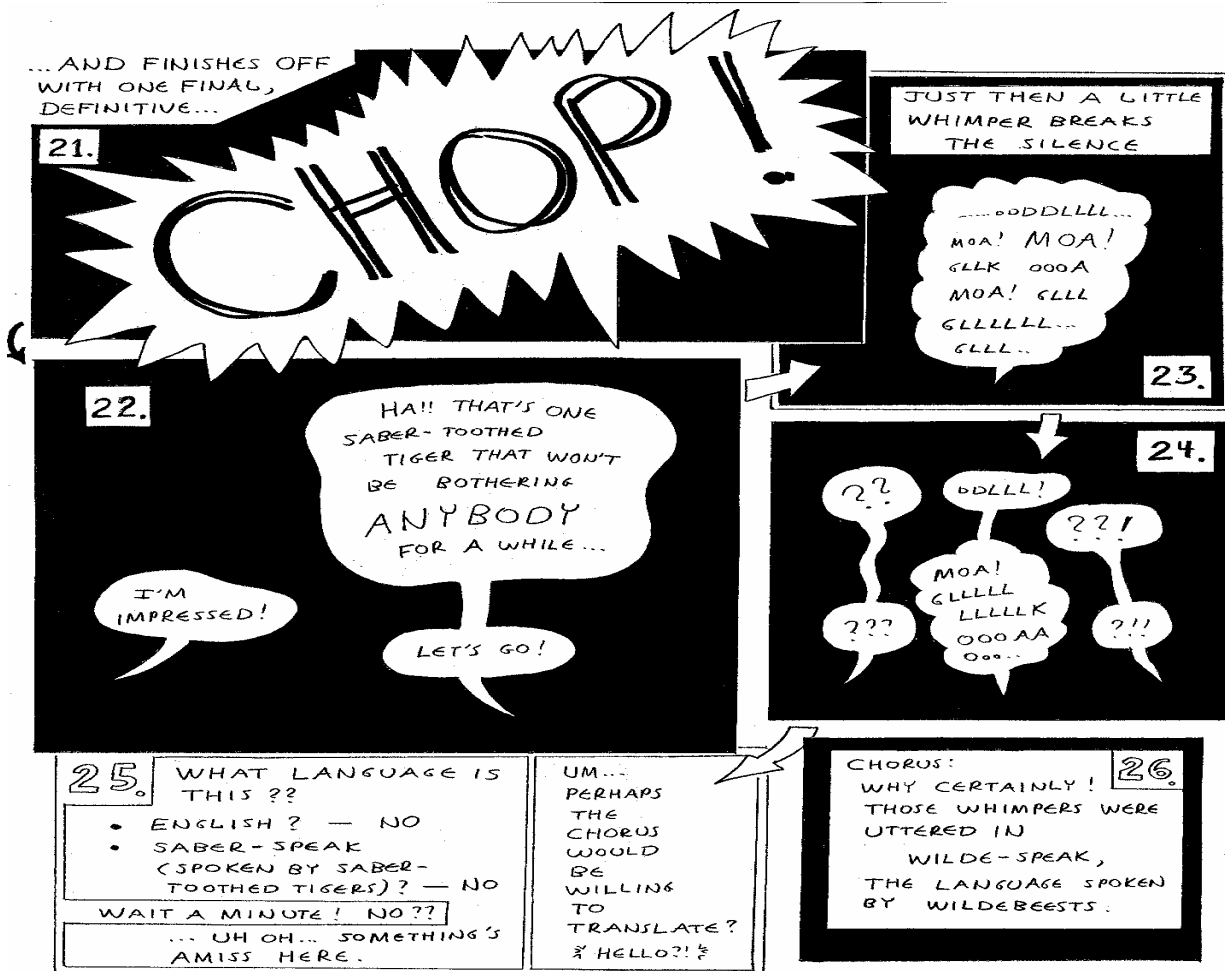 ...AND FINISHES OFF
WITH ONE FINAL,
DEFINITIVE...
21.
CHOP!
22.
I'M
IMPRESSED!
HA!! THAT'S ONE
SABER-TOOTHED
TIGER THAT WON'T
BE BOTHERING
ANYBODY
FOR A WHILE...
LET'S GO!
JUST THEN A LITTLE
WHIMPER BREAKS
THE SILENCE
.....OODDLLLL...
MOA! MOA!
GLLK OOOA
MOA! GLLL
GLLLLLL...
GLLL..
23.
24.
??
???
DDLLL!
MOA!
GLLLLL
LLLLLK
OOOAA
OOO...
??!
?!!
25.
WHAT LANGUAGE IS
THIS ??
• ENGLISH ? — NO
• SABER-SPEAK
(SPOKEN BY SABER-
TOOTHED TIGERS)? — NO
WAIT A MINUTE! NO??
... UH OH... SOMETHING'S
AMISS HERE.
UM...
PERHAPS
THE
CHORUS
WOULD
BE
WILLING
TO
TRANSLATE?
HELLO?!
26.
CHORUS:
WHY CERTAINLY!
THOSE WHIMPERS WERE
UTTERED IN
WILDE-SPEAK,
THE LANGUAGE SPOKEN
BY WILDEBEESTS.